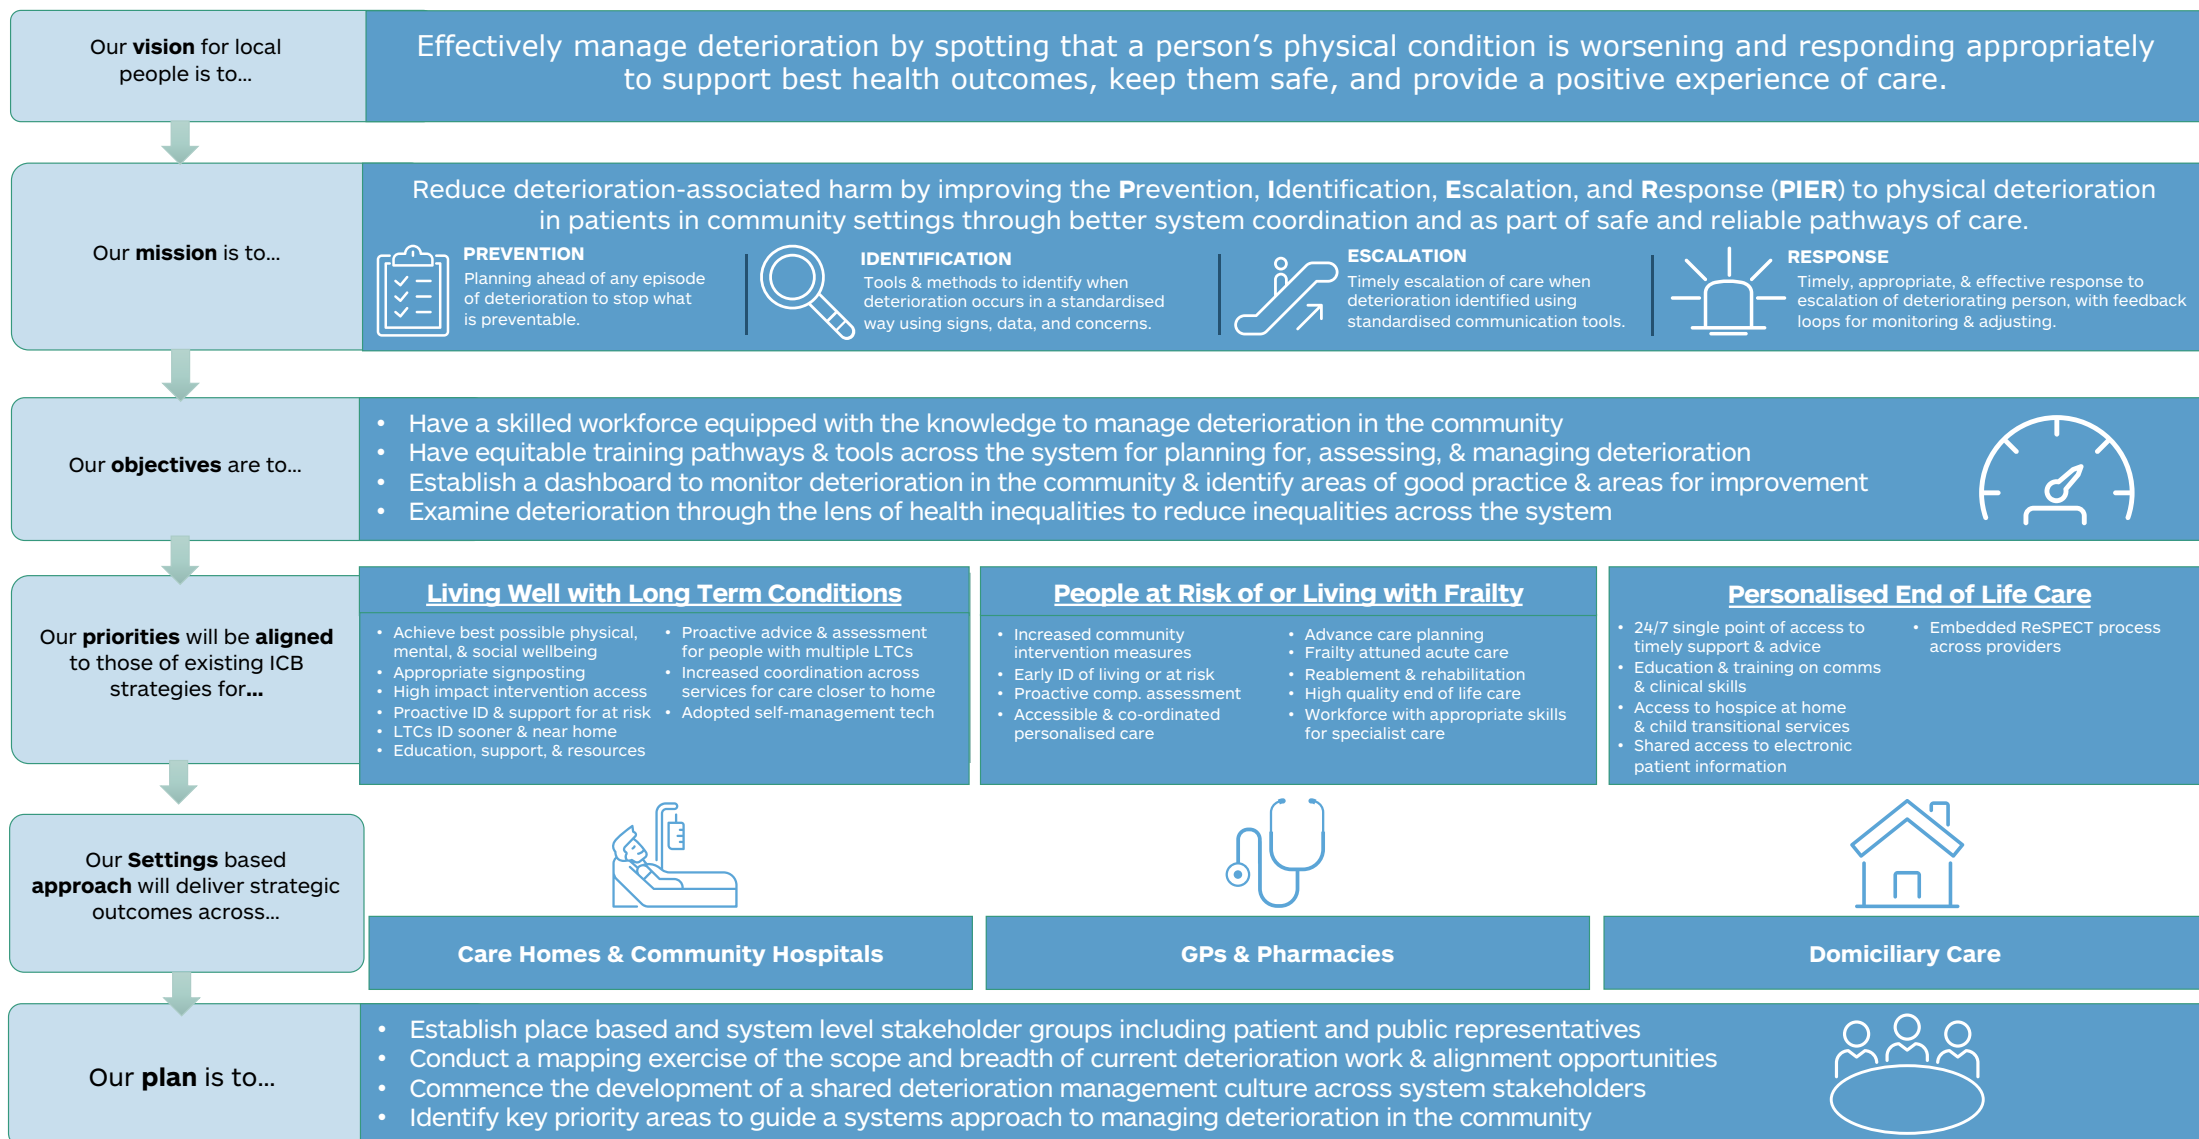 Our vision for local
people is to...
Effectively manage deterioration by spotting that a person's physical condition is worsening and responding appropriately
to support best health outcomes, keep them safe, and provide a positive experience of care.
Our mission is to...
Reduce deterioration-associated harm by improving the Prevention, Identification, Escalation, and Response (PIER) to physical deterioration
in patients in community settings through better system coordination and as part of safe and reliable pathways of care.
PREVENTION
Planning ahead of any episode
of deterioration to stop what
is preventable.
IDENTIFICATION
Tools & methods to identify when
deterioration occurs in a standardised
way using signs, data, and concerns.
ESCALATION
Timely escalation of care when
deterioration identified using
standardised communication tools.
RESPONSE
Timely, appropriate, & effective response to
escalation of deteriorating person, with feedback
loops for monitoring & adjusting.
Our objectives are to...
• Have a skilled workforce equipped with the knowledge to manage deterioration in the community
• Have equitable training pathways & tools across the system for planning for, assessing, & managing deterioration
• Establish a dashboard to monitor deterioration in the community & identify areas of good practice & areas for improvement
• Examine deterioration through the lens of health inequalities to reduce inequalities across the system
Our priorities will be aligned
to those of existing ICB
strategies for...
Living Well with Long Term Conditions
• Achieve best possible physical,
mental, & social wellbeing
• Appropriate signposting
• High impact intervention access
• Proactive ID & support for at risk
• LTCs ID sooner & near home
• Education, support, & resources
• Proactive advice & assessment
for people with multiple LTCs
• Increased coordination across
services for care closer to home
• Adopted self-management tech
People at Risk of or Living with Frailty
• Increased community
intervention measures
• Early ID of living or at risk
• Proactive comp. assessment
• Accessible & co-ordinated
personalised care
• Advance care planning
• Frailty attuned acute care
• Reablement & rehabilitation
• High quality end of life care
• Workforce with appropriate skills
for specialist care
Personalised End of Life Care
• 24/7 single point of access to
timely support & advice
• Education & training on comms
& clinical skills
• Access to hospice at home
& child transitional services
• Shared access to electronic
patient information
• Embedded ReSPECT process
across providers
Our Settings based
approach will deliver strategic
outcomes across...
Care Homes & Community Hospitals
GPs & Pharmacies
Domiciliary Care
Our plan is to...
• Establish place based and system level stakeholder groups including patient and public representatives
• Conduct a mapping exercise of the scope and breadth of current deterioration work & alignment opportunities
• Commence the development of a shared deterioration management culture across system stakeholders
• Identify key priority areas to guide a systems approach to managing deterioration in the community